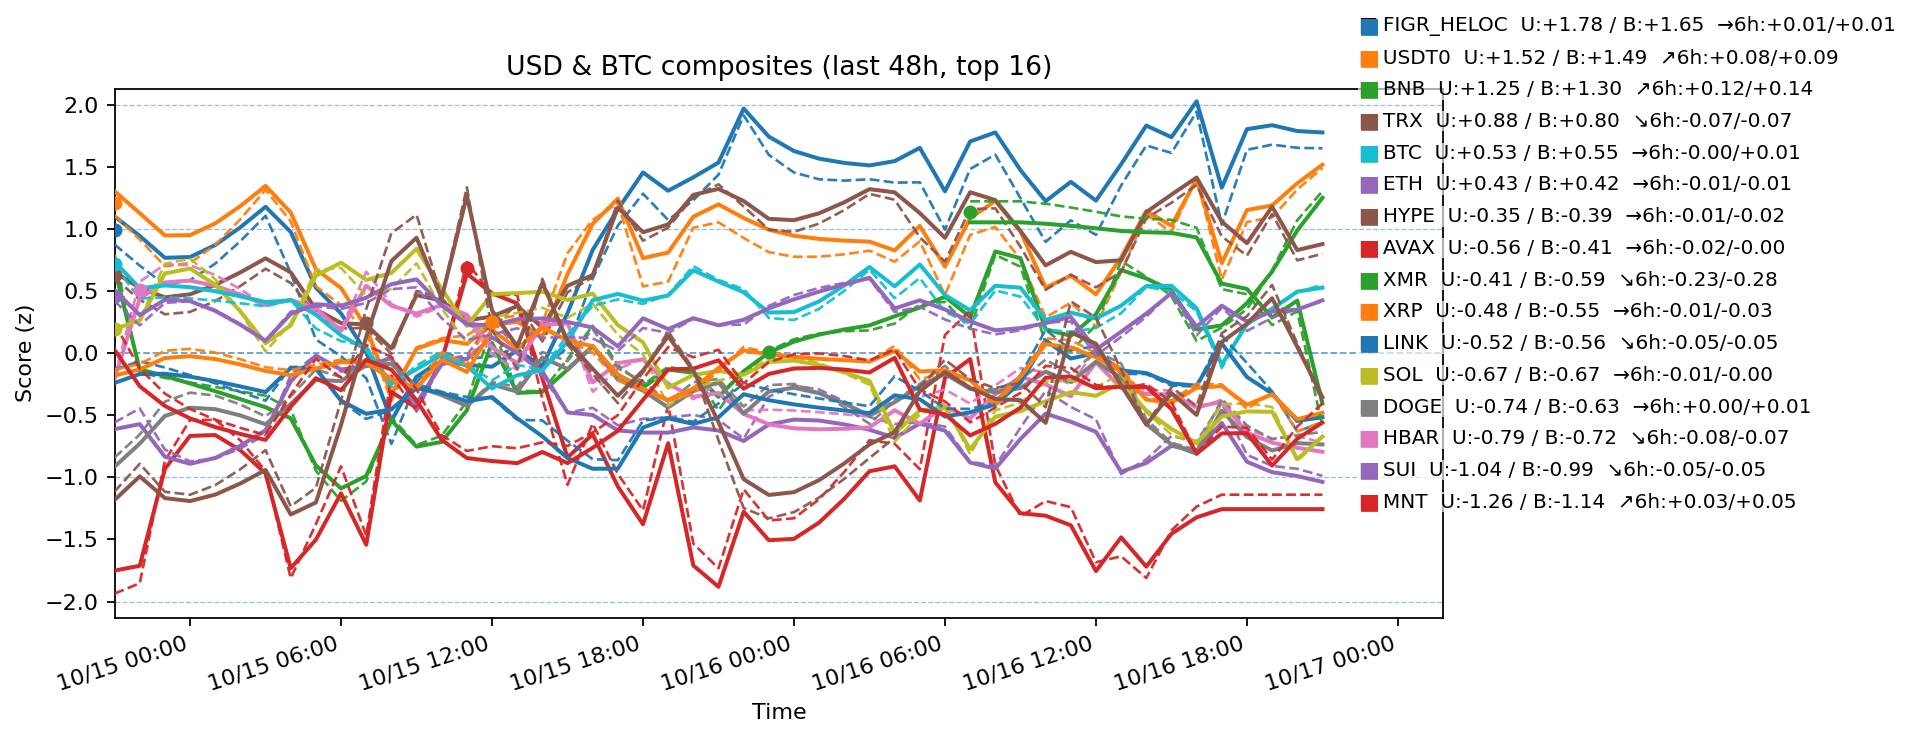 USD & BTC composites (last 48h, top 16)
FIGR_HELOC U:+1.78 / B:+1.65 →6h:+0.01/+0.01
USDT0 U:+1.52 / B:+1.49 ↗6h:+0.08/+0.09
BNB U:+1.25 / B:+1.30 ↗6h:+0.12/+0.14
TRX U:+0.88 / B:+0.80 ↘6h:-0.07/-0.07
BTC U:+0.53 / B:+0.55 →6h:-0.00/+0.01
ETH U:+0.43 / B:+0.42 →6h:-0.01/-0.01
HYPE U:-0.35 / B:-0.39 →6h:-0.01/-0.02
AVAX U:-0.56 / B:-0.41 →6h:-0.02/-0.00
XMR U:-0.41 / B:-0.59 ↘6h:-0.23/-0.28
XRP U:-0.48 / B:-0.55 →6h:-0.01/-0.03
LINK U:-0.52 / B:-0.56 ↘6h:-0.05/-0.05
SOL U:-0.67 / B:-0.67 →6h:-0.01/-0.00
DOGE U:-0.74 / B:-0.63 →6h:+0.00/+0.01
HBAR U:-0.79 / B:-0.72 ↘6h:-0.08/-0.07
SUI U:-1.04 / B:-0.99 ↘6h:-0.05/-0.05
MNT U:-1.26 / B:-1.14 ↗6h:+0.03/+0.05
Score (z)
2.0
1.5
1.0
0.5
0.0
−0.5
−1.0
−1.5
−2.0
10/15 00:00
10/15 06:00
10/15 12:00
10/15 18:00
10/16 00:00
10/16 06:00
10/16 12:00
10/16 18:00
10/17 00:00
Time